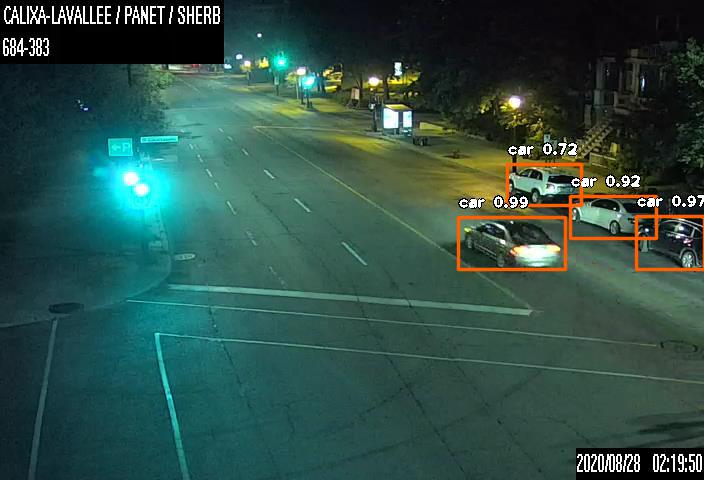 CALIXA-LAVALLEE / PANET / SHERB
684-383
P
car 0.72
car 0.92
car 0.97
car 0.99
2020/08/28 02:19:50